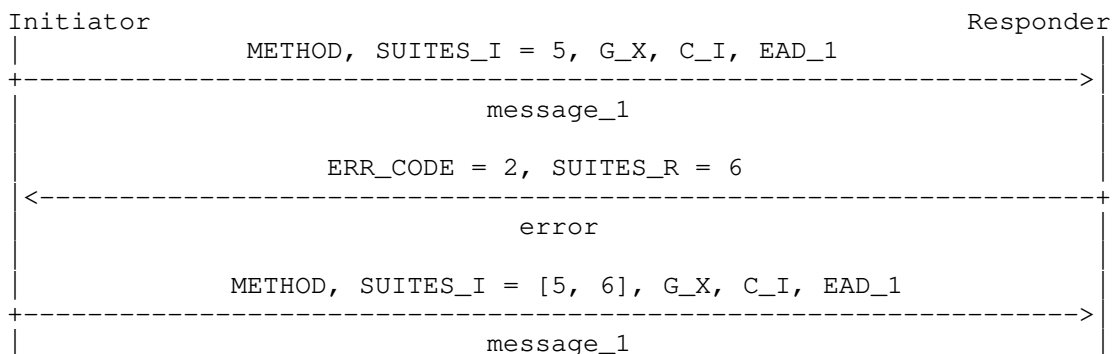 Initiator                                                   Responder
|              METHOD, SUITES_I = 5, G_X, C_I, EAD_1                |
+------------------------------------------------------------------>|
|                             message_1                             |
|                                                                   |
|                   ERR_CODE = 2, SUITES_R = 6                      |
|<------------------------------------------------------------------+
|                               error                               |
|                                                                   |
|             METHOD, SUITES_I = [5, 6], G_X, C_I, EAD_1            |
+------------------------------------------------------------------>|
|                             message_1                             |